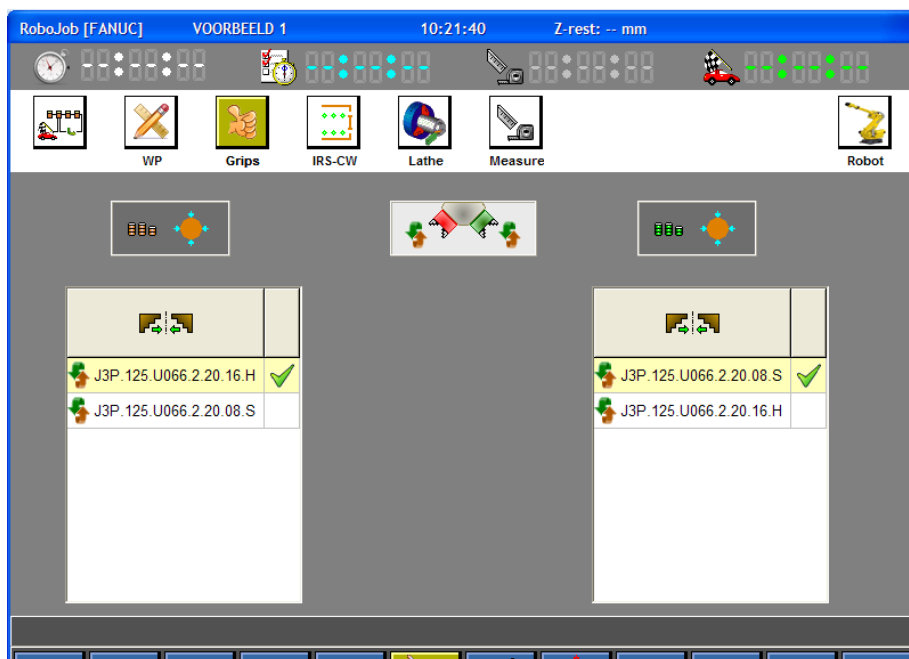 RoboJob [FANUC] VOORBEELD 1 10:21:40 Z-rest: -- mm
--:--:-- --:--:-- --:--:-- --:--:--
WP Grips IRS-CW Lathe Measure Robot
J3P.125.U066.2.20.16.H J3P.125.U066.2.20.08.S
J3P.125.U066.2.20.08.S J3P.125.U066.2.20.16.H